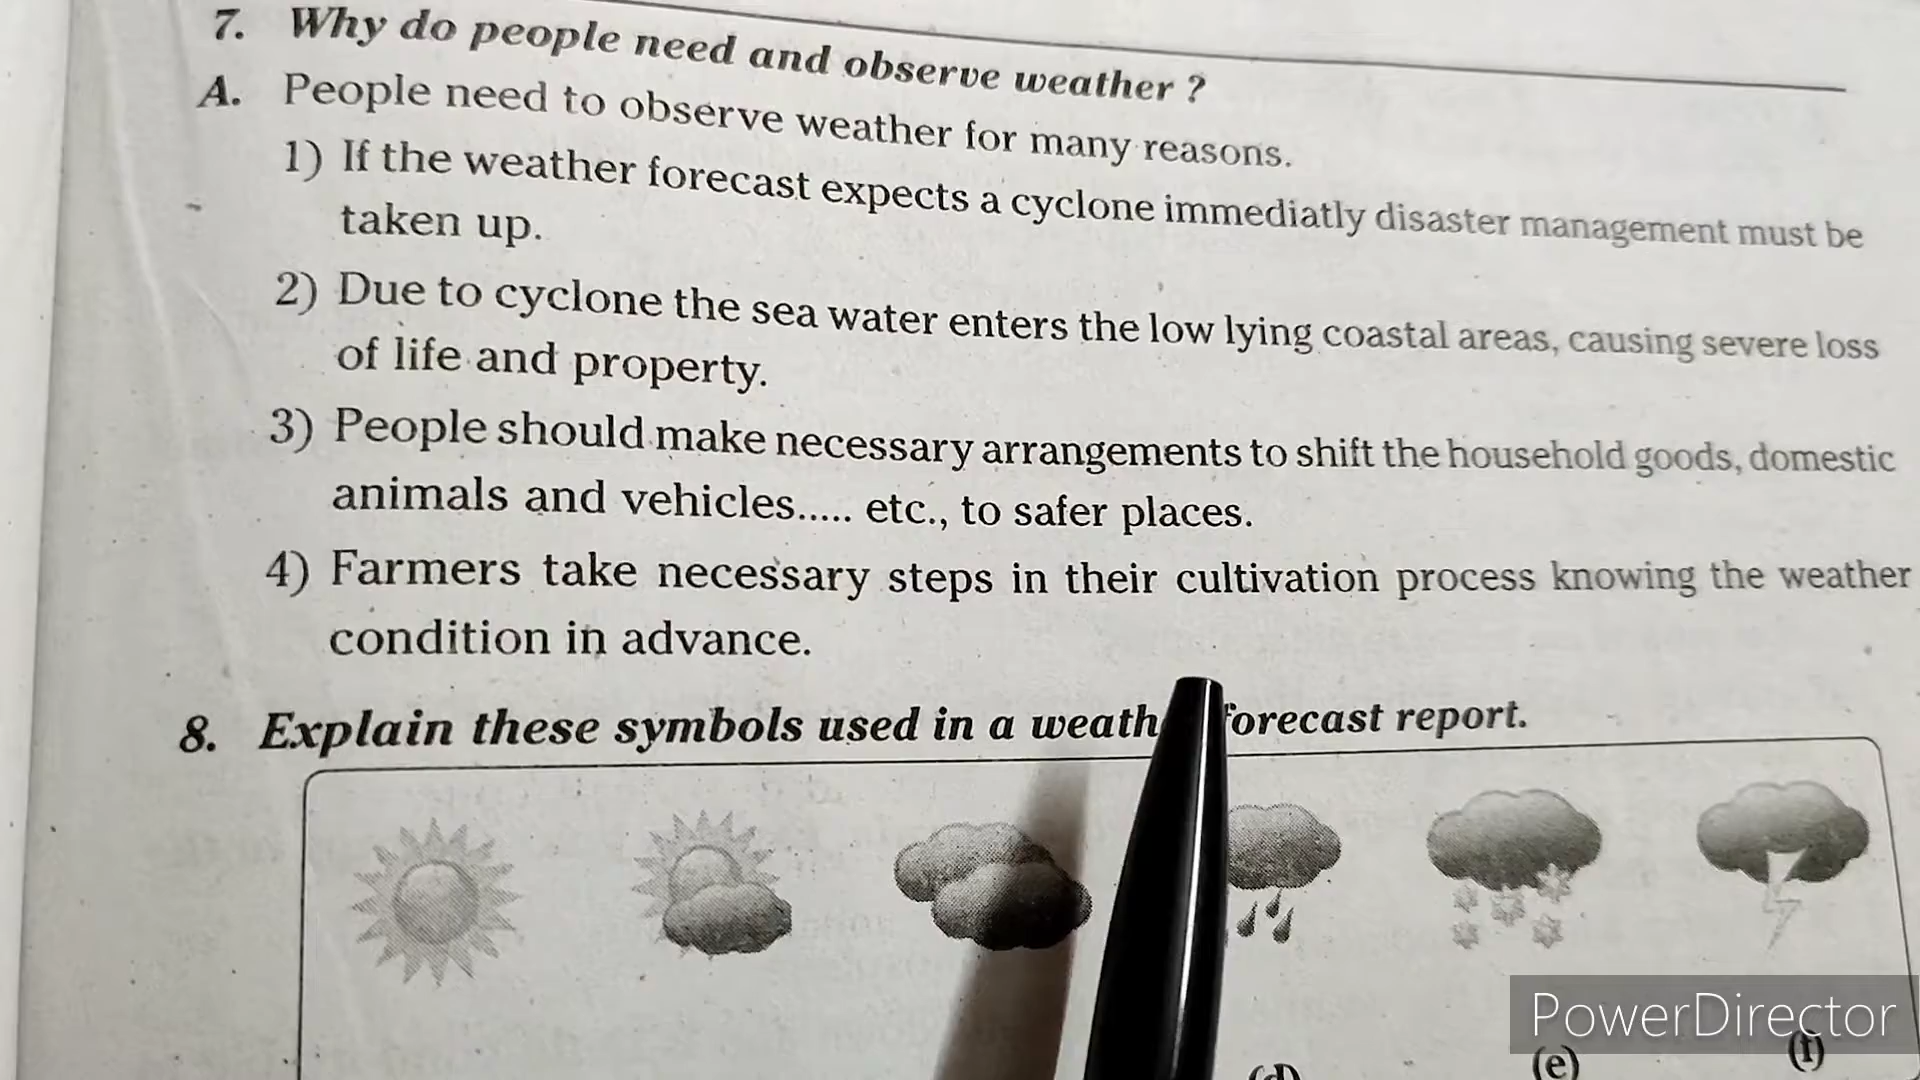 7. Why do people need and observe weather ?
A. People need to observe weather for many reasons.
1) If the weather forecast expects a cyclone immediatly disaster management must be
taken up.
2) Due to cyclone the sea water enters the low lying coastal areas, causing severe loss
of life and property.
3) People should make necessary arrangements to shift the household goods, domestic
animals and vehicles..... etc., to safer places.
4) Farmers take necessary steps in their cultivation process knowing the weather
condition in advance.
8. Explain these symbols used in a weath orecast report.
PowerDirector
(d) (e) (f)